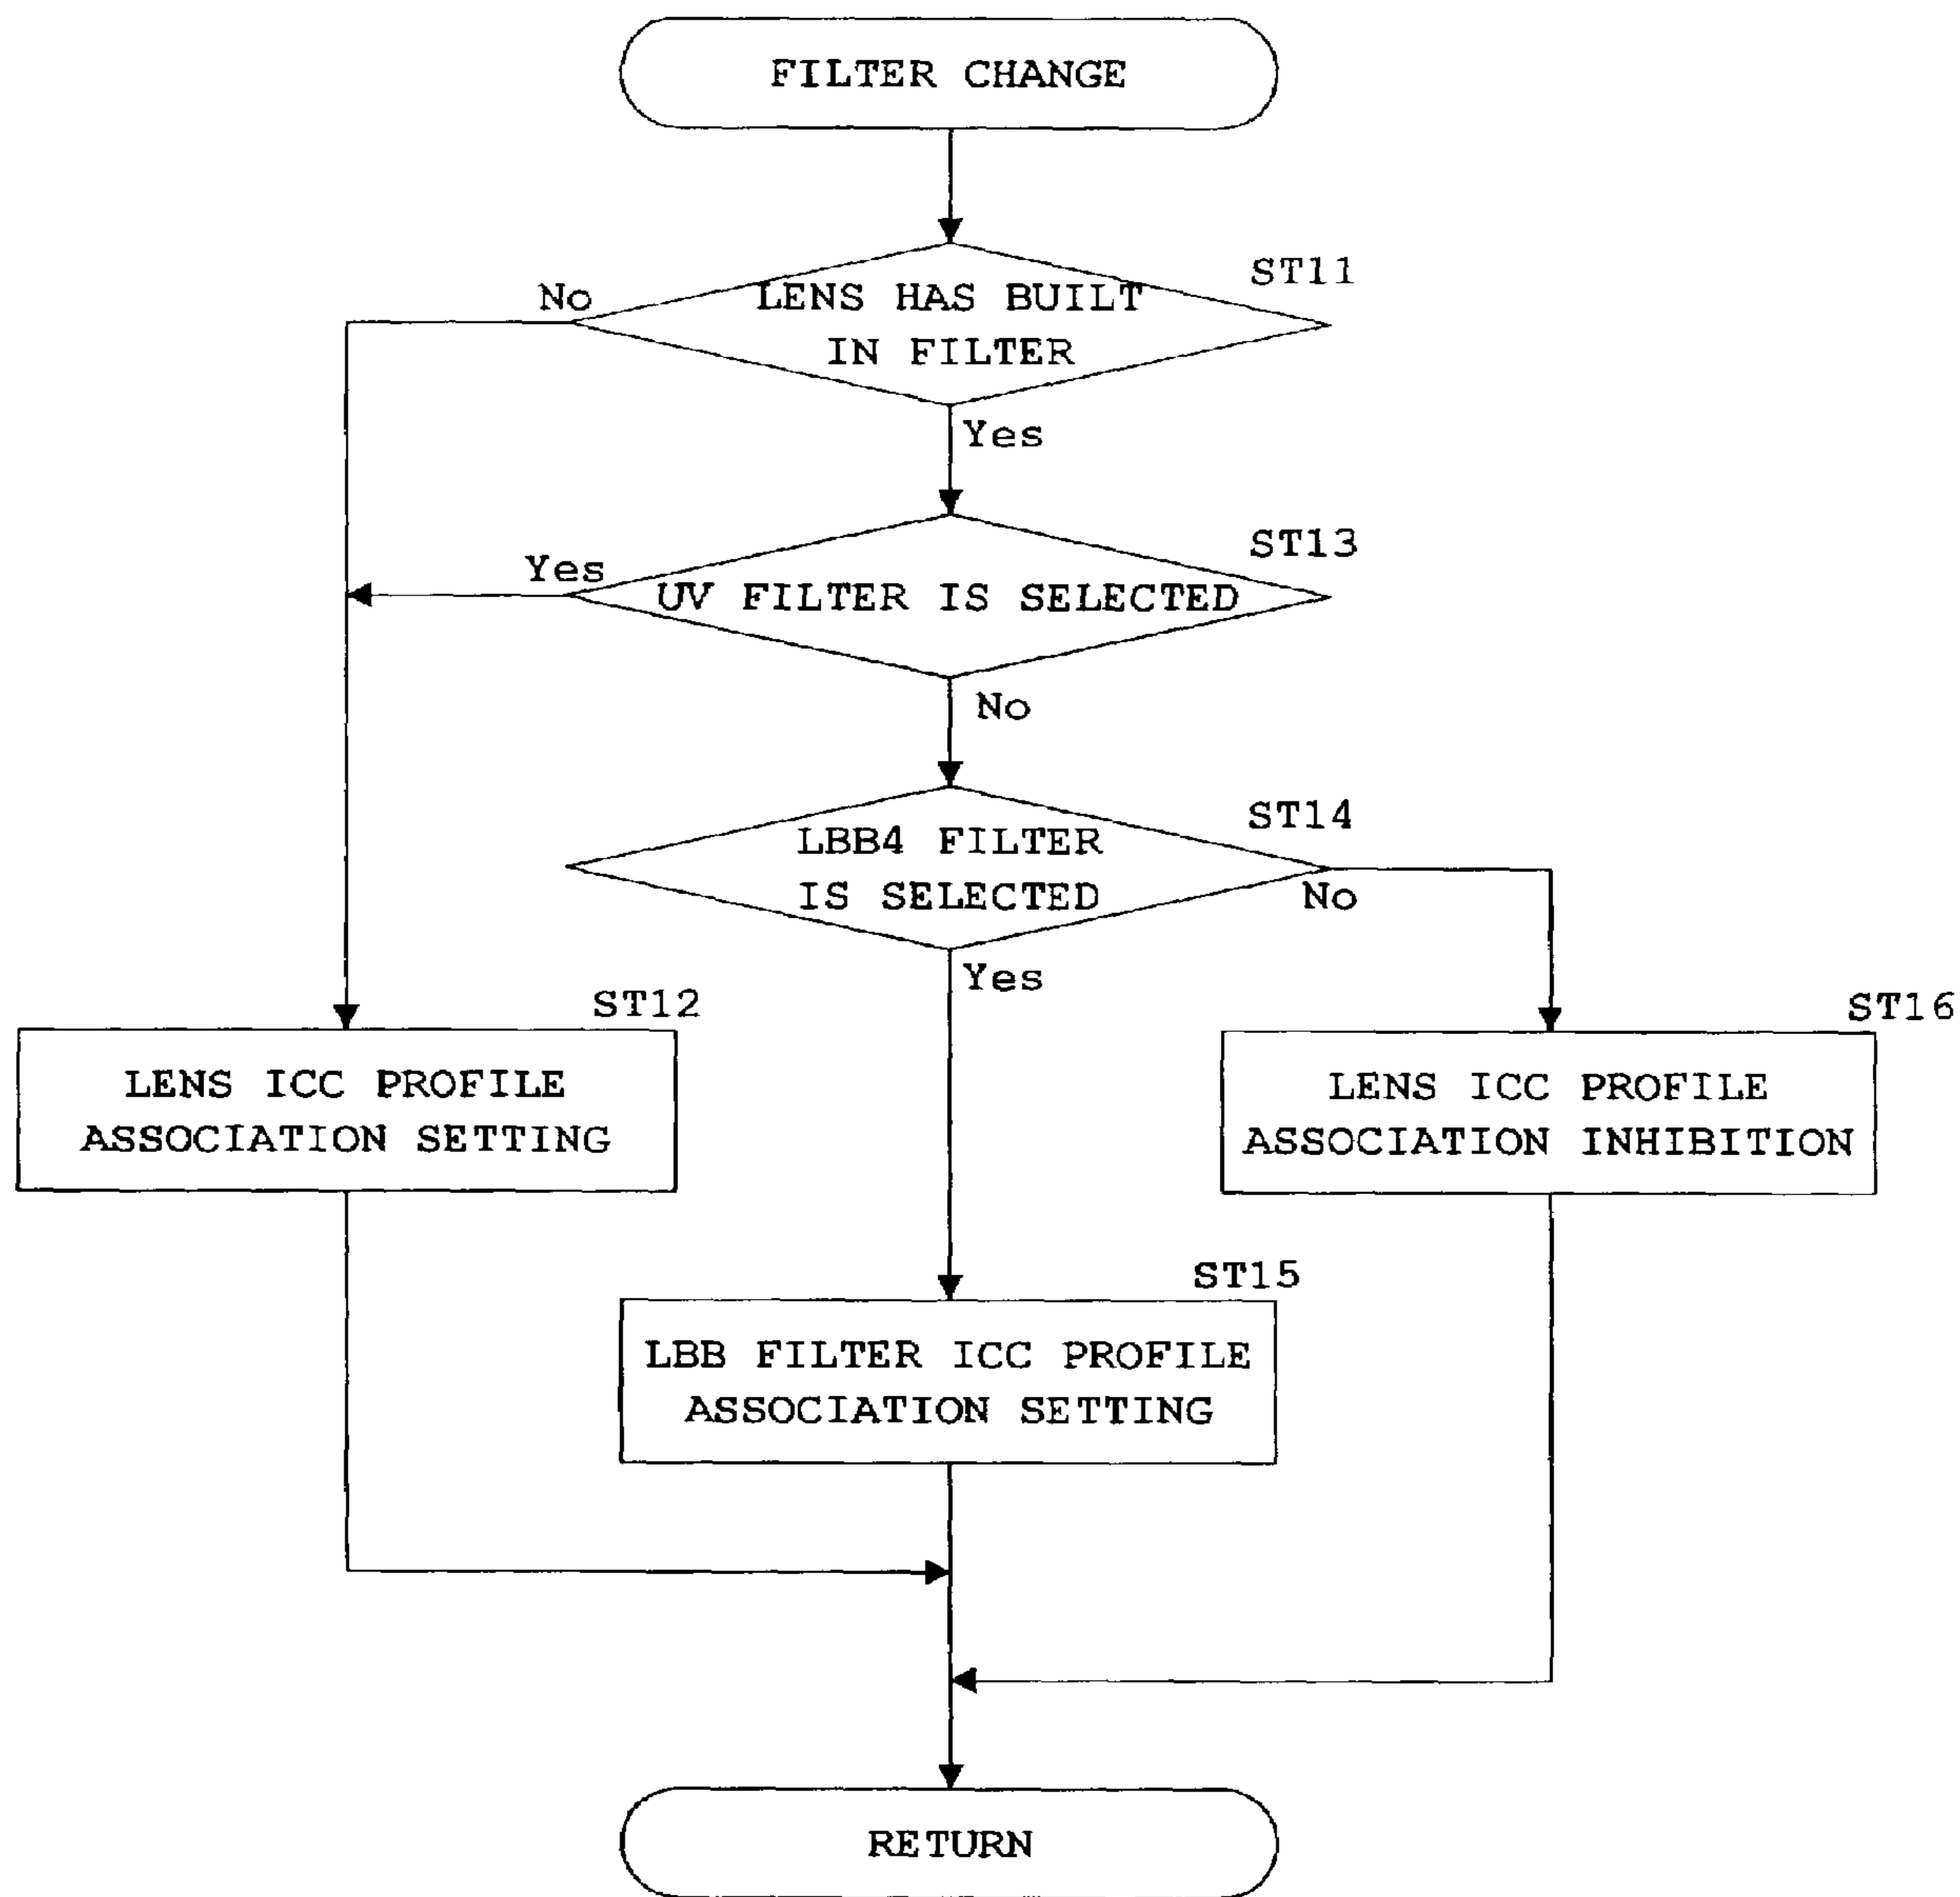 FILTER CHANGE
ST11
No
LENS HAS BUILT
IN FILTER
Yes
ST13
Yes
UV FILTER IS SELECTED
No
ST14
LBB4 FILTER
IS SELECTED
No
Yes
ST12
LENS ICC PROFILE
ASSOCIATION SETTING
ST16
LENS ICC PROFILE
ASSOCIATION INHIBITION
ST15
LBB FILTER ICC PROFILE
ASSOCIATION SETTING
RETURN